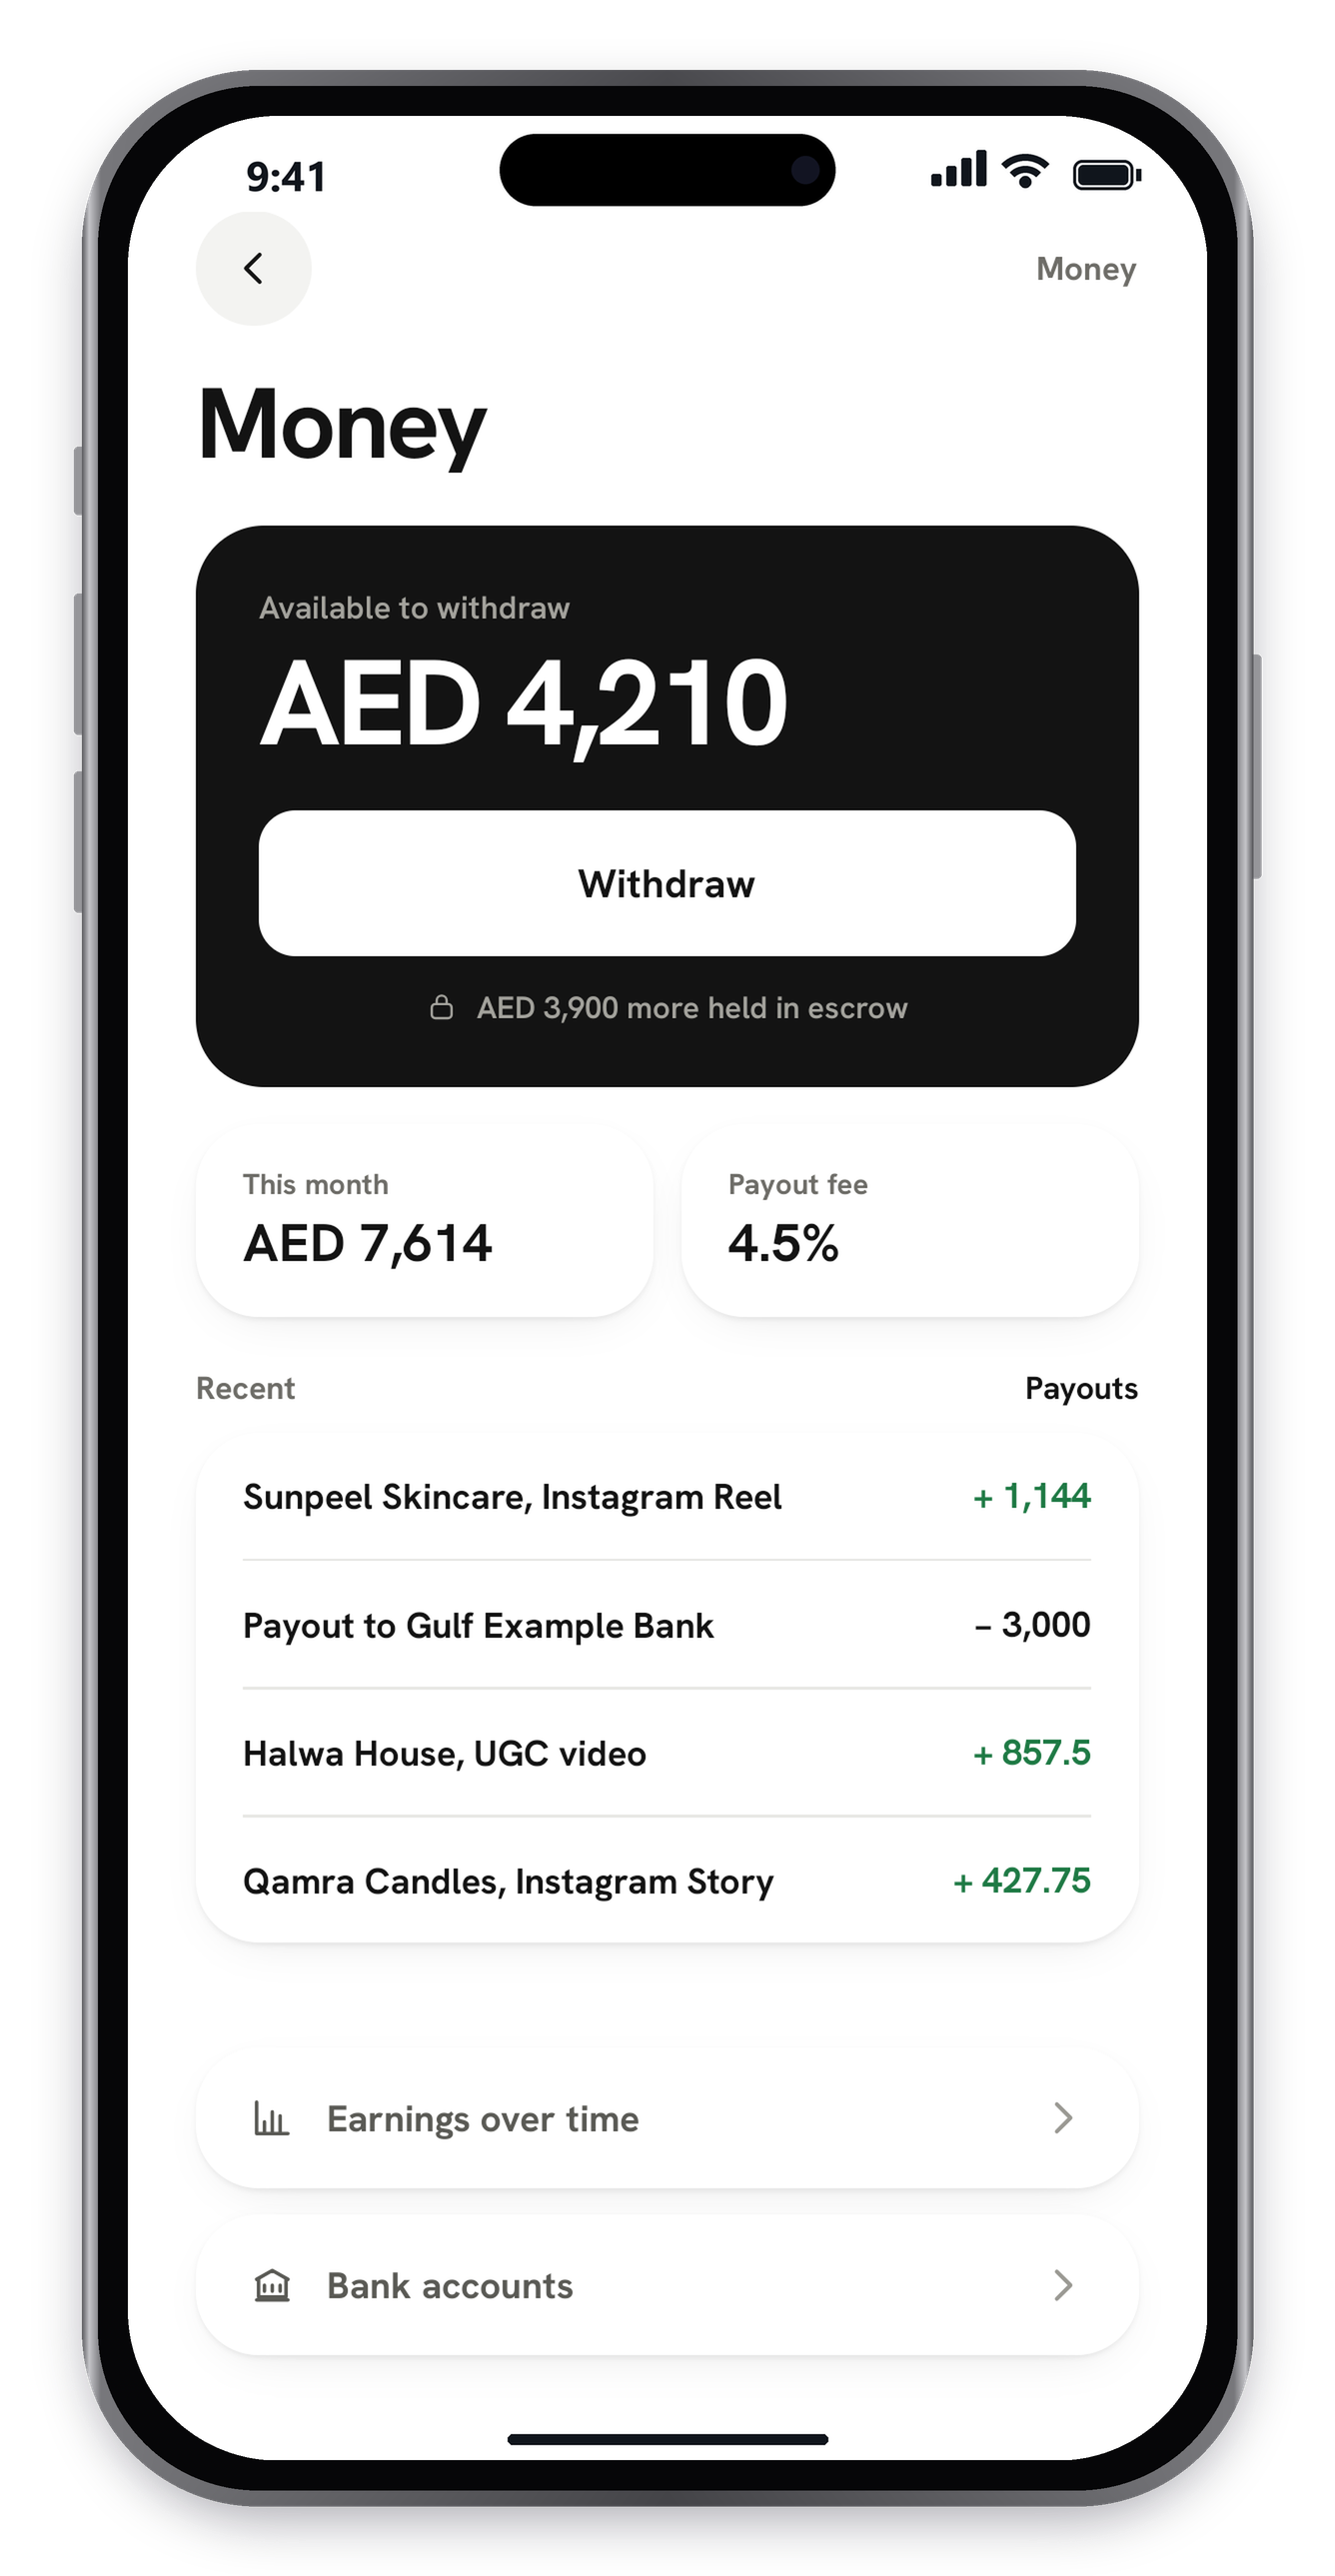 9:41
Money
Money
Available to withdraw
AED 4,210
Withdraw
AED 3,900 more held in escrow
This month
AED 7,614
Payout fee
4.5%
Recent
Payouts
Sunpeel Skincare, Instagram Reel
+ 1,144
Payout to Gulf Example Bank
– 3,000
Halwa House, UGC video
+ 857.5
Qamra Candles, Instagram Story
+ 427.75
Earnings over time
Bank accounts